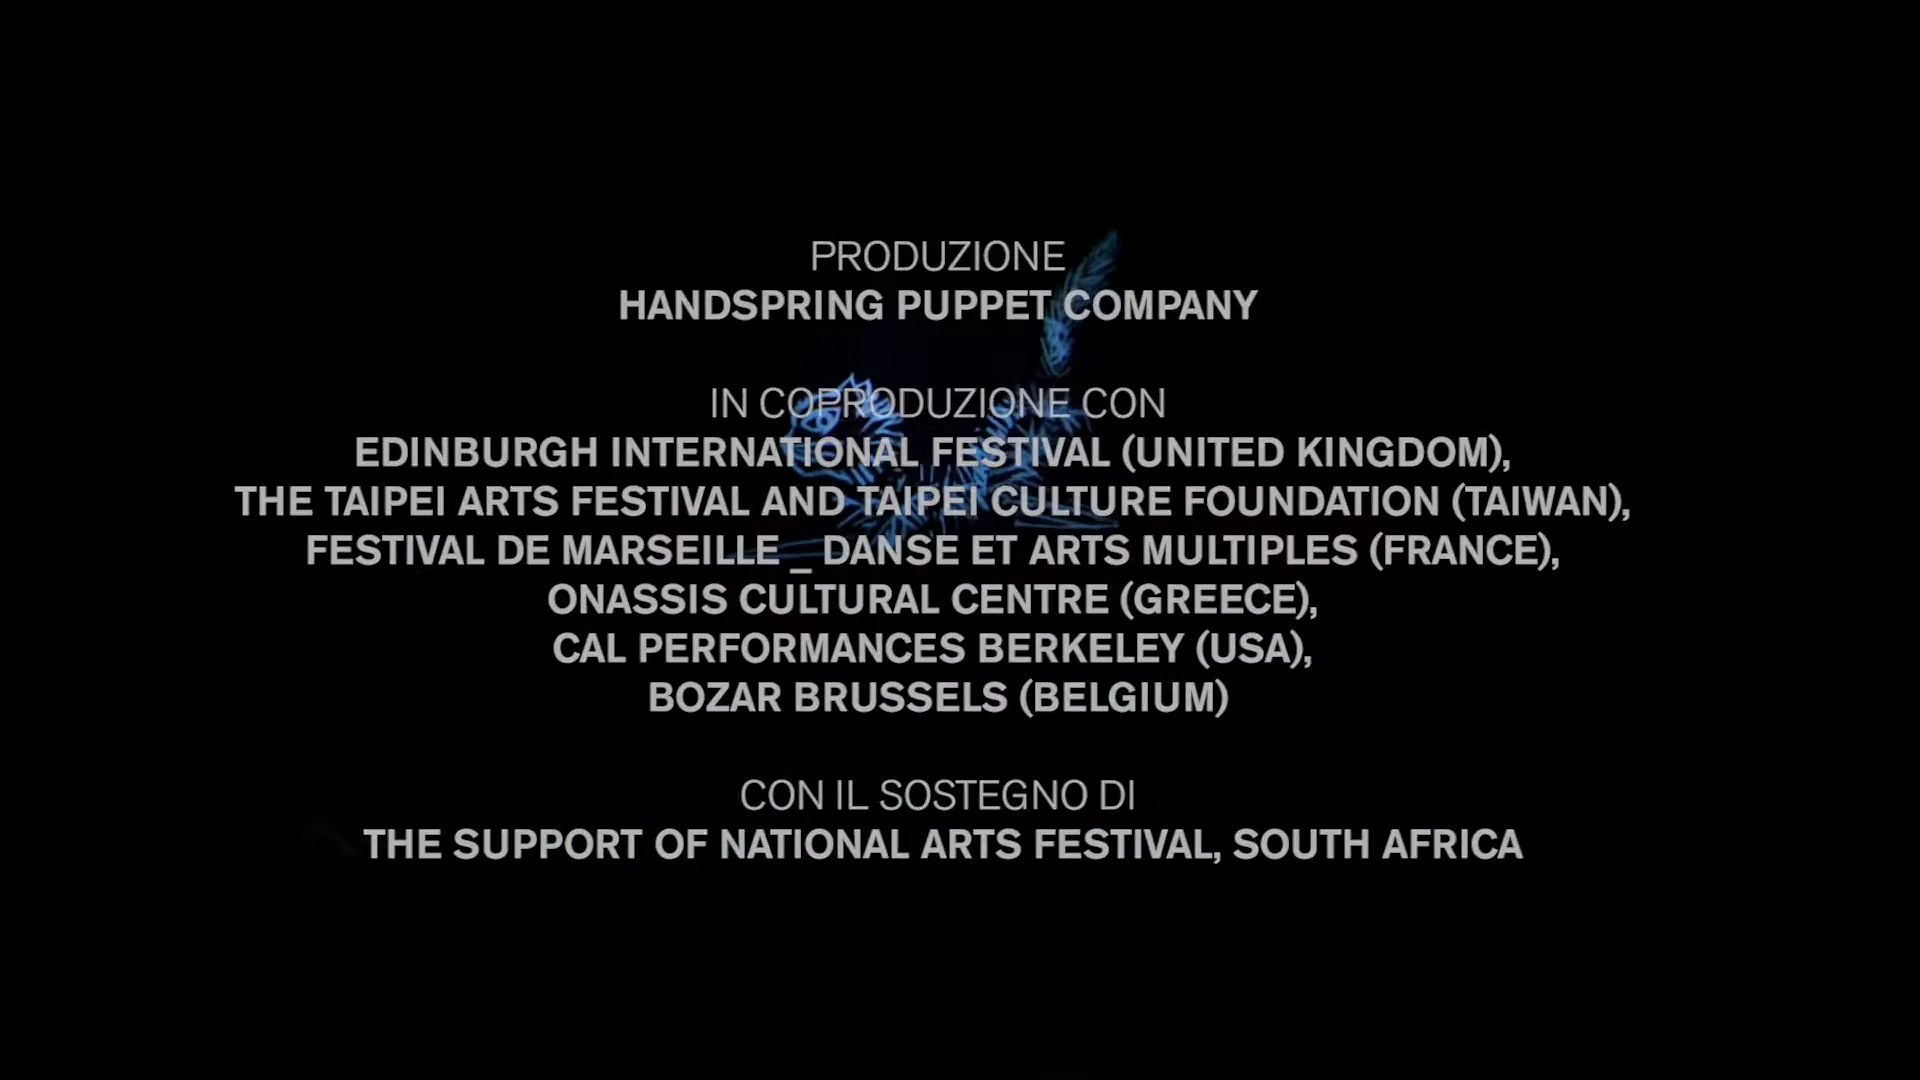 PRODUZIONE
HANDSPRING PUPPET COMPANY
IN COPRODUZIONE CON
EDINBURGH INTERNATIONAL FESTIVAL (UNITED KINGDOM),
THE TAIPEI ARTS FESTIVAL AND TAIPEI CULTURE FOUNDATION (TAIWAN),
FESTIVAL DE MARSEILLE _ DANSE ET ARTS MULTIPLES (FRANCE),
ONASSIS CULTURAL CENTRE (GREECE),
CAL PERFORMANCES BERKELEY (USA),
BOZAR BRUSSELS (BELGIUM)
CON IL SOSTEGNO DI
THE SUPPORT OF NATIONAL ARTS FESTIVAL, SOUTH AFRICA